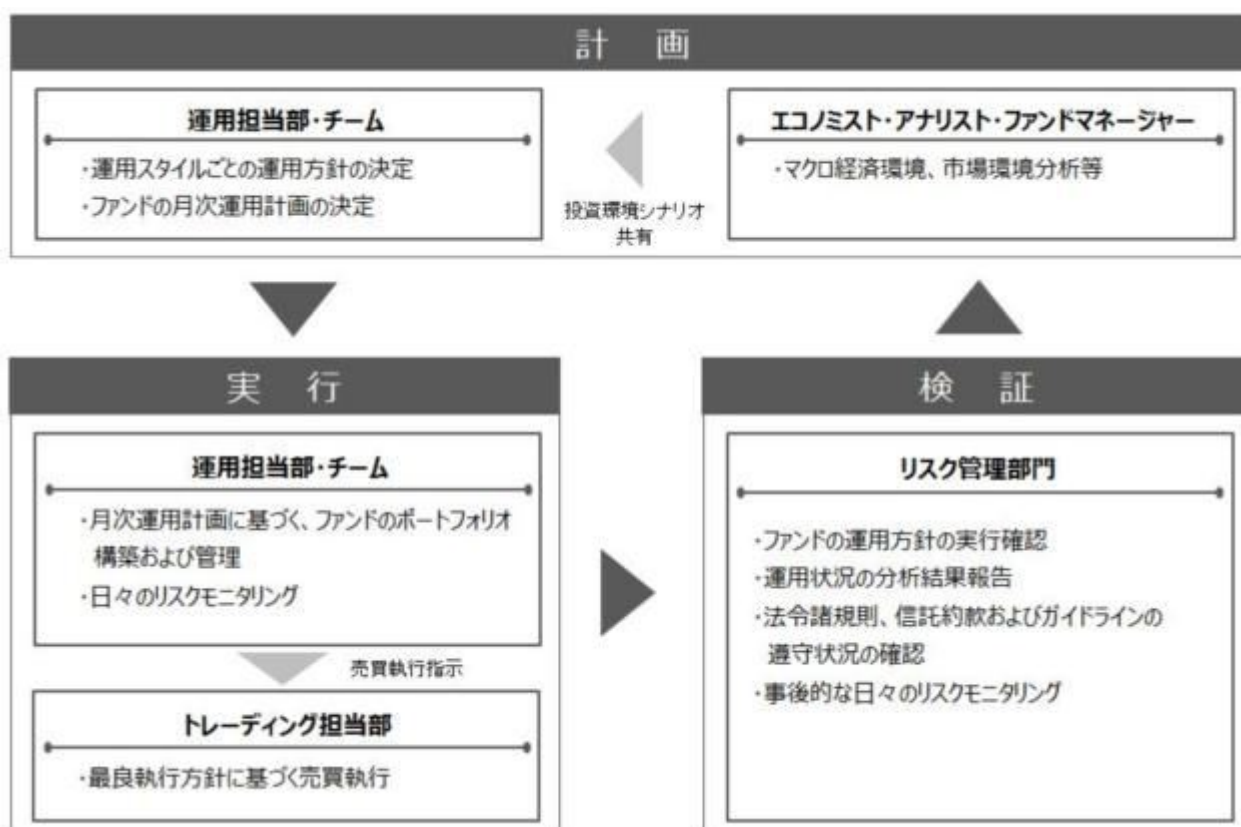 計 画
運用担当部・チーム
・運用スタイルごとの運用方針の決定
・ファンドの月次運用計画の決定
投資環境シナリオ
共有
エコノミスト・アナリスト・ファンドマネージャー
・マクロ経済環境、市場環境分析等
実 行
運用担当部・チーム
・月次運用計画に基づく、ファンドのポートフォリオ
構築および管理
・日々のリスクモニタリング
売買執行指示
トレーディング担当部
・最良執行方針に基づく売買執行
検 証
リスク管理部門
・ファンドの運用方針の実行確認
・運用状況の分析結果報告
・法令諸規則、信託約款およびガイドラインの
遵守状況の確認
・事後的な日々のリスクモニタリング